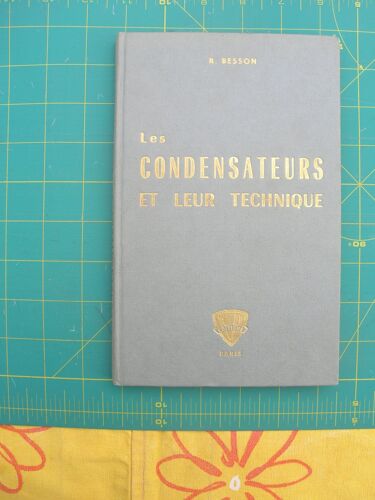 R. BESSON
Les
CONDENSATEURS
ET LEUR TECHNIQUE
PARIS